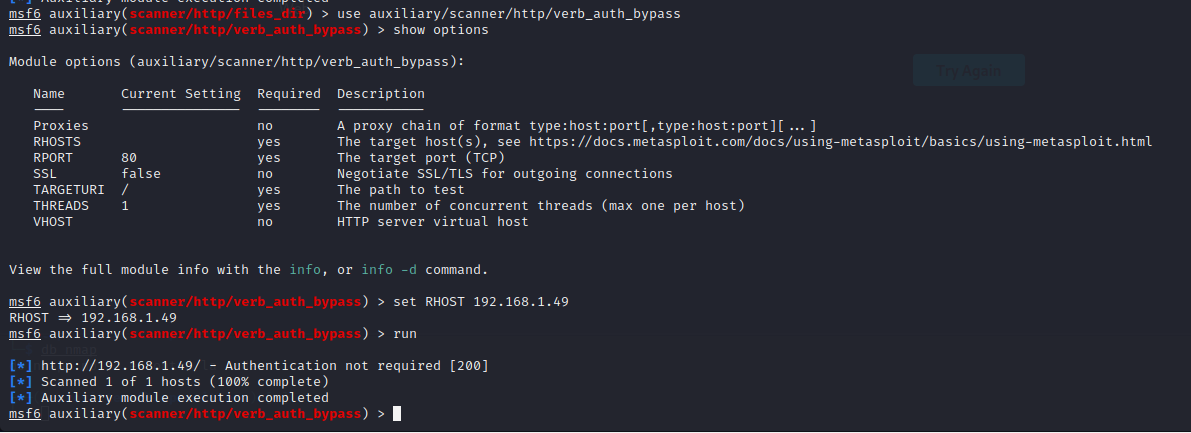 [*] Auxiliary module execution completed
msf6 auxiliary(scanner/http/files_dir) > use auxiliary/scanner/http/verb_auth_bypass
msf6 auxiliary(scanner/http/verb_auth_bypass) > show options
Module options (auxiliary/scanner/http/verb_auth_bypass):
Try Again
Name Current Setting Required Description
Proxies no A proxy chain of format type:host:port[,type:host:port][...]
RHOSTS yes The target host(s), see https://docs.metasploit.com/docs/using-metasploit/basics/using-metasploit.html
RPORT 80 yes The target port (TCP)
SSL false no Negotiate SSL/TLS for outgoing connections
TARGETURI / yes The path to test
THREADS 1 yes The number of concurrent threads (max one per host)
VHOST no HTTP server virtual host
View the full module info with the info, or info -d command.
msf6 auxiliary(scanner/http/verb_auth_bypass) > set RHOST 192.168.1.49
RHOST => 192.168.1.49
msf6 auxiliary(scanner/http/verb_auth_bypass) > run
[*] http://192.168.1.49/ - Authentication not required [200]
[*] Scanned 1 of 1 hosts (100% complete)
[*] Auxiliary module execution completed
msf6 auxiliary(scanner/http/verb_auth_bypass) >